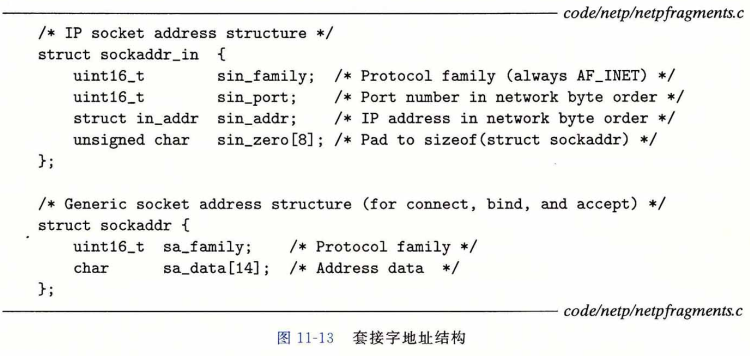 code/netp/netpfragments.c
/* IP socket address structure */
struct sockaddr_in  {
    uint16_t        sin_family;  /* Protocol family (always AF_INET) */
    uint16_t        sin_port;    /* Port number in network byte order */
    struct in_addr  sin_addr;    /* IP address in network byte order */
    unsigned char   sin_zero[8]; /* Pad to sizeof(struct sockaddr) */
};
/* Generic socket address structure (for connect, bind, and accept) */
struct sockaddr {
    uint16_t  sa_family;    /* Protocol family */
    char      sa_data[14];  /* Address data  */
};
code/netp/netpfragments.c
图 11-13 套接字地址结构